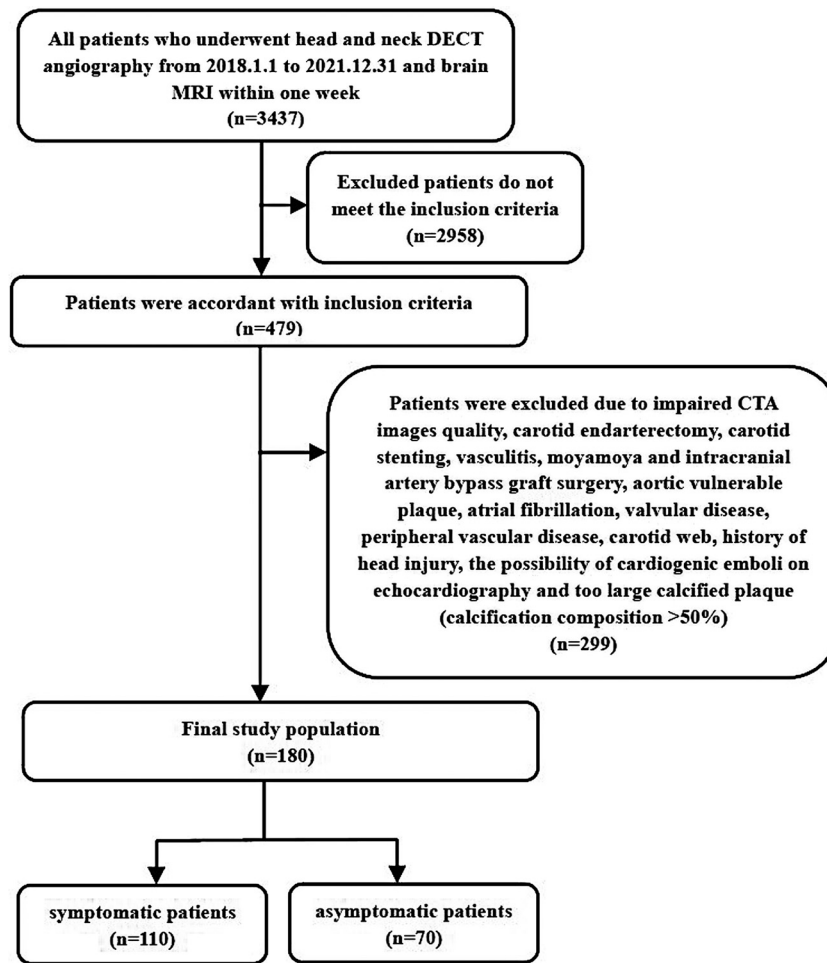 All patients who underwent head and neck DECT
angiography from 2018.1.1 to 2021.12.31 and brain
MRI within one week
(n=3437)
Excluded patients do not
meet the inclusion criteria
(n=2958)
Patients were accordant with inclusion criteria
(n=479)
Patients were excluded due to impaired CTA
images quality, carotid endarterectomy, carotid
stenting, vasculitis, moyamoya and intracranial
artery bypass graft surgery, aortic vulnerable
plaque, atrial fibrillation, valvular disease,
peripheral vascular disease, carotid web, history of
head injury, the possibility of cardiogenic emboli on
echocardiography and too large calcified plaque
(calcification composition >50%)
(n=299)
Final study population
(n=180)
symptomatic patients
(n=110)
asymptomatic patients
(n=70)